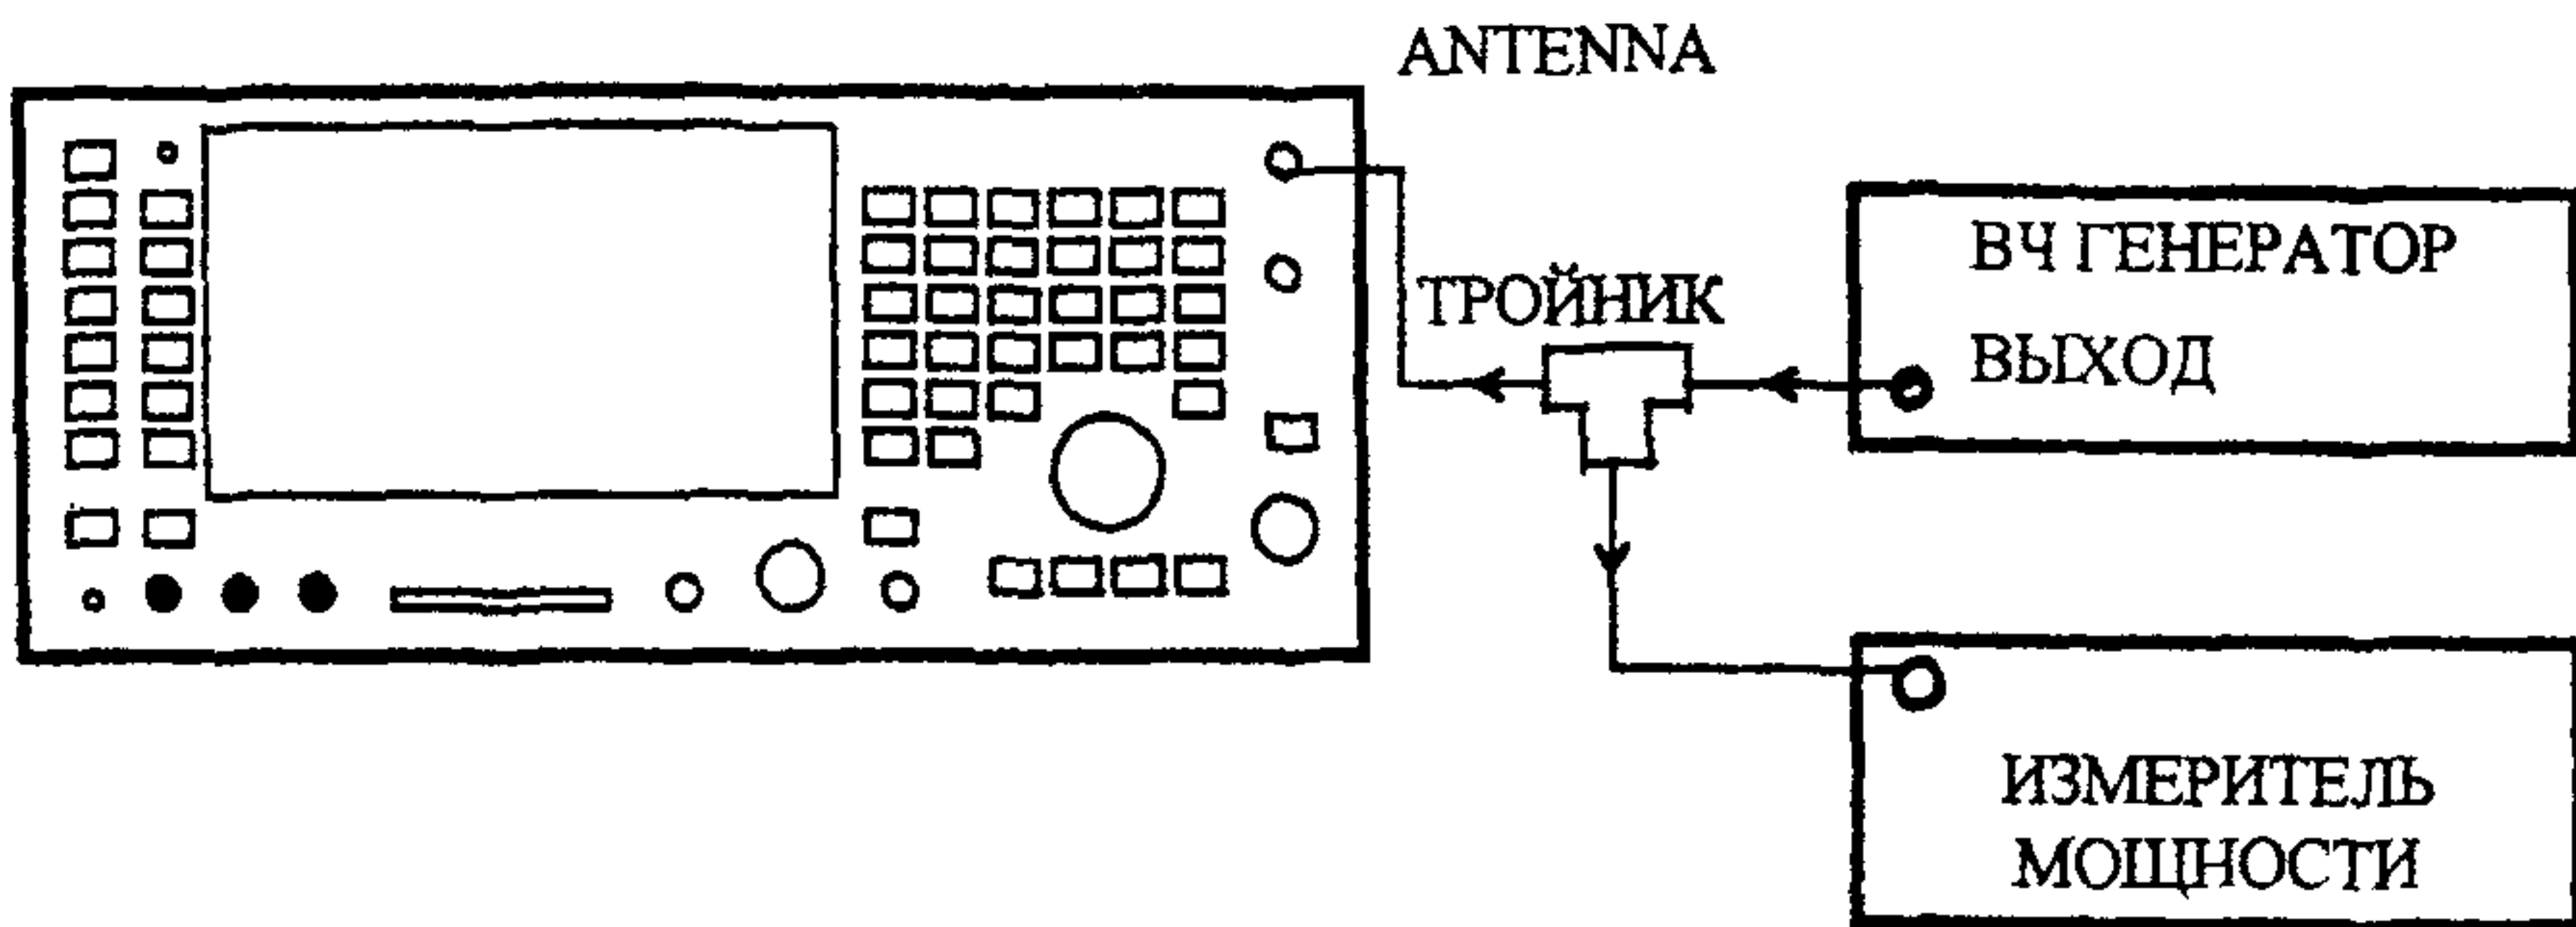 ANTENNA
ТРОЙНИК
ВЧ ГЕНЕРАТОР
ВЫХОД
ИЗМЕРИТЕЛЬ
МОЩНОСТИ